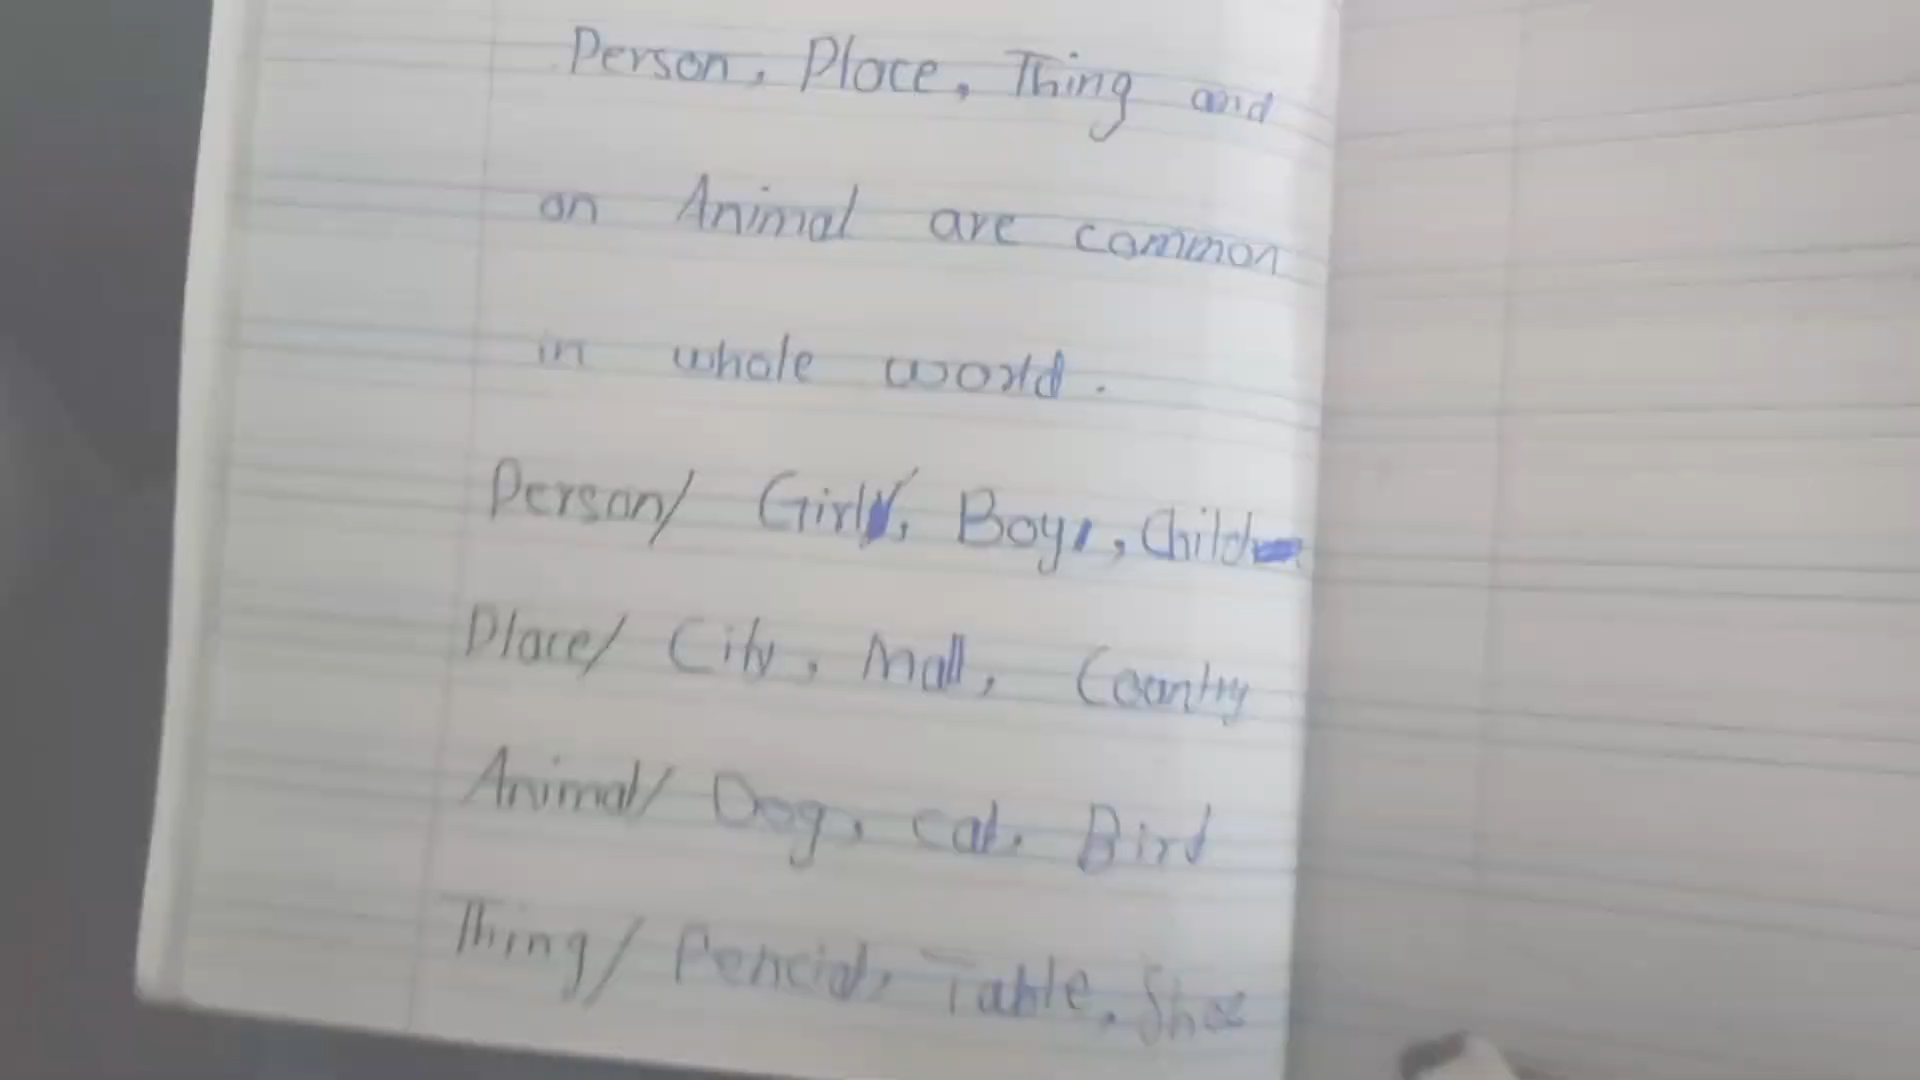 Person, Place, Thing and
an Animal are common
in whole world.
Person/ Girl, Boy, Child
Place/ City, Mall, Country
Animal/ Dog, cat, Bird
Thing/ Pencial, Table, Shoe